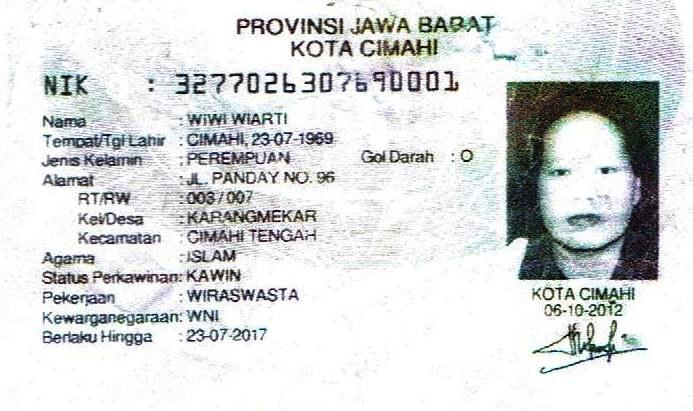 PROVINSI JAWA BARAT
KOTA CIMAHI
NIK : 3277026307690001
Nama : WIWI WIARTI
Tempat/Tgl Lahir : CIMAHI, 23-07-1969
Jenis Kelamin : PEREMPUAN Gol Darah : O
Alamat : JL. PANDAY NO. 96
RT/RW : 003/007
Kel/Desa : KARANGMEKAR
Kecamatan : CIMAHI TENGAH
Agama : ISLAM
Status Perkawinan: KAWIN
Pekerjaan : WIRASWASTA
Kewarganegaraan: WNI
Berlaku Hingga : 23-07-2017
KOTA CIMAHI
06-10-2012